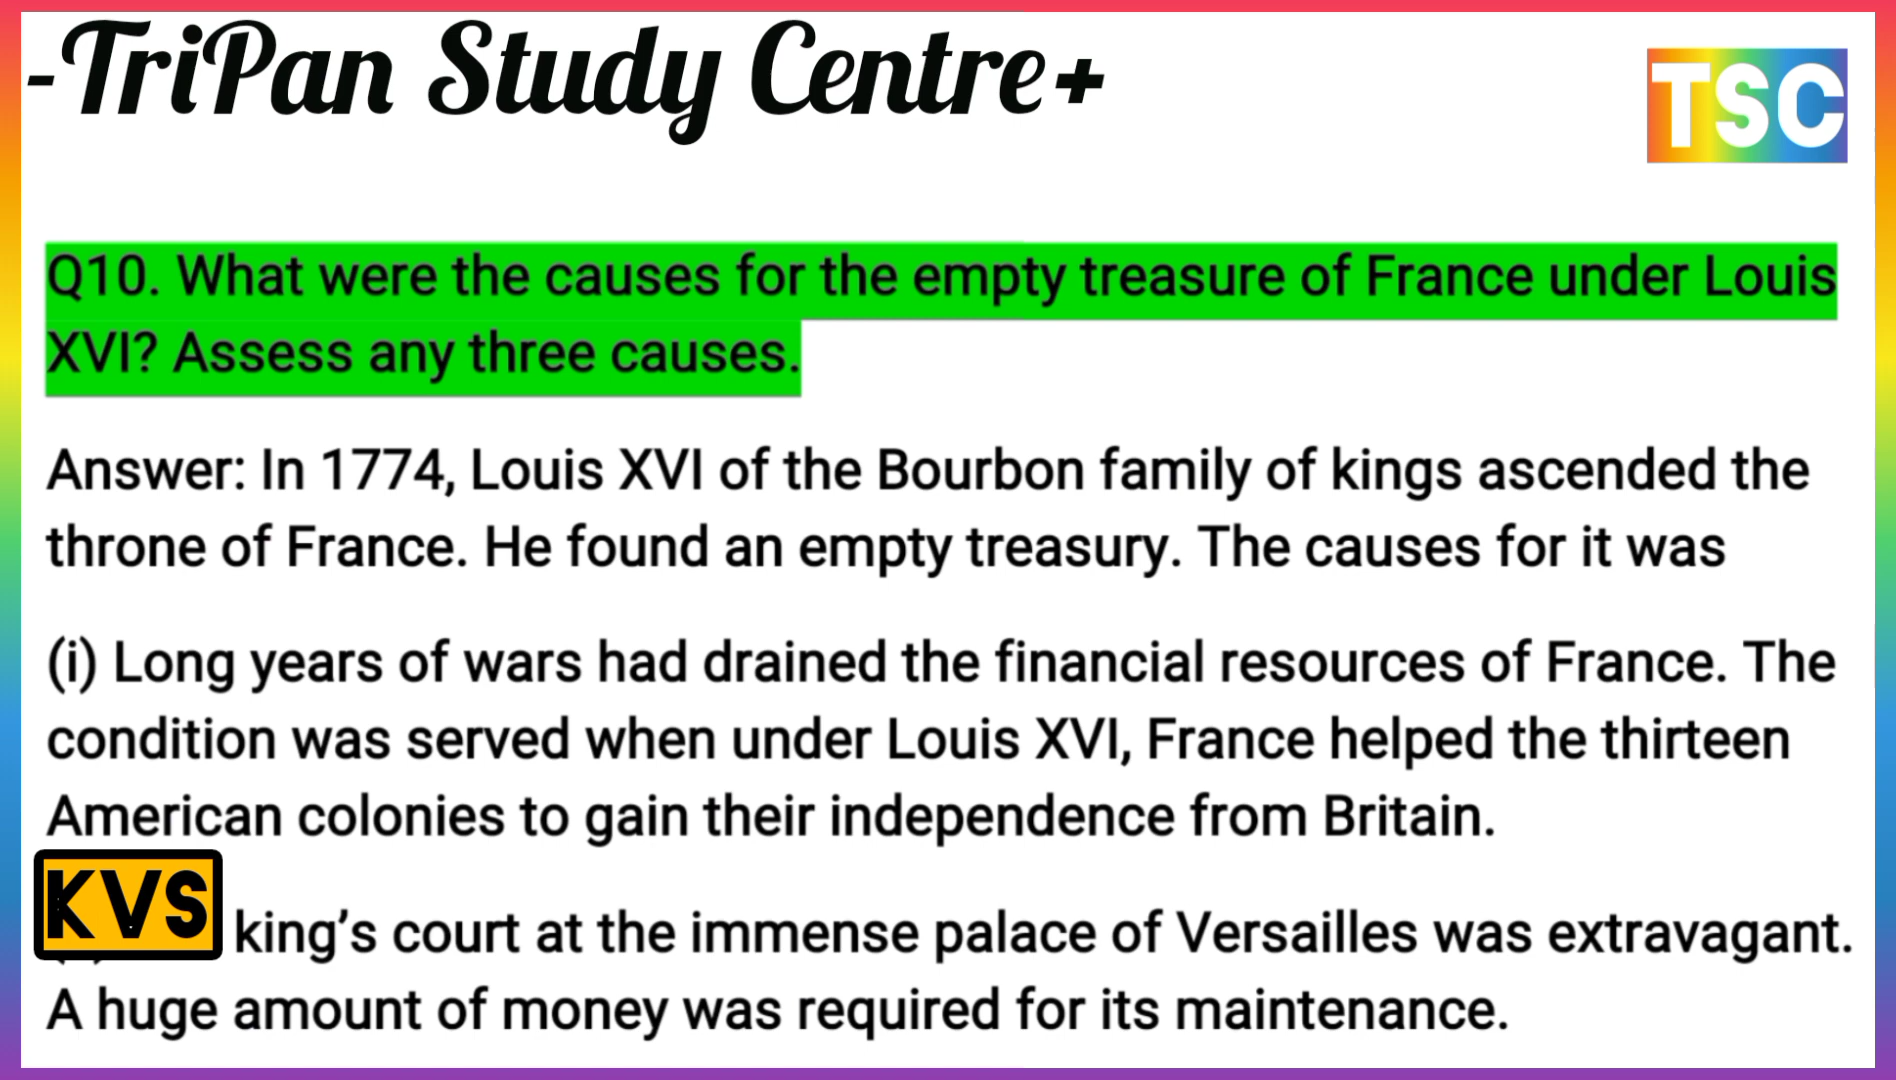 -TriPan Study Centre+
TSC
Q10. What were the causes for the empty treasure of France under Louis
XVI? Assess any three causes.
Answer: In 1774, Louis XVI of the Bourbon family of kings ascended the
throne of France. He found an empty treasury. The causes for it was
(i) Long years of wars had drained the financial resources of France. The
condition was served when under Louis XVI, France helped the thirteen
American colonies to gain their independence from Britain.
KVS
king’s court at the immense palace of Versailles was extravagant.
A huge amount of money was required for its maintenance.